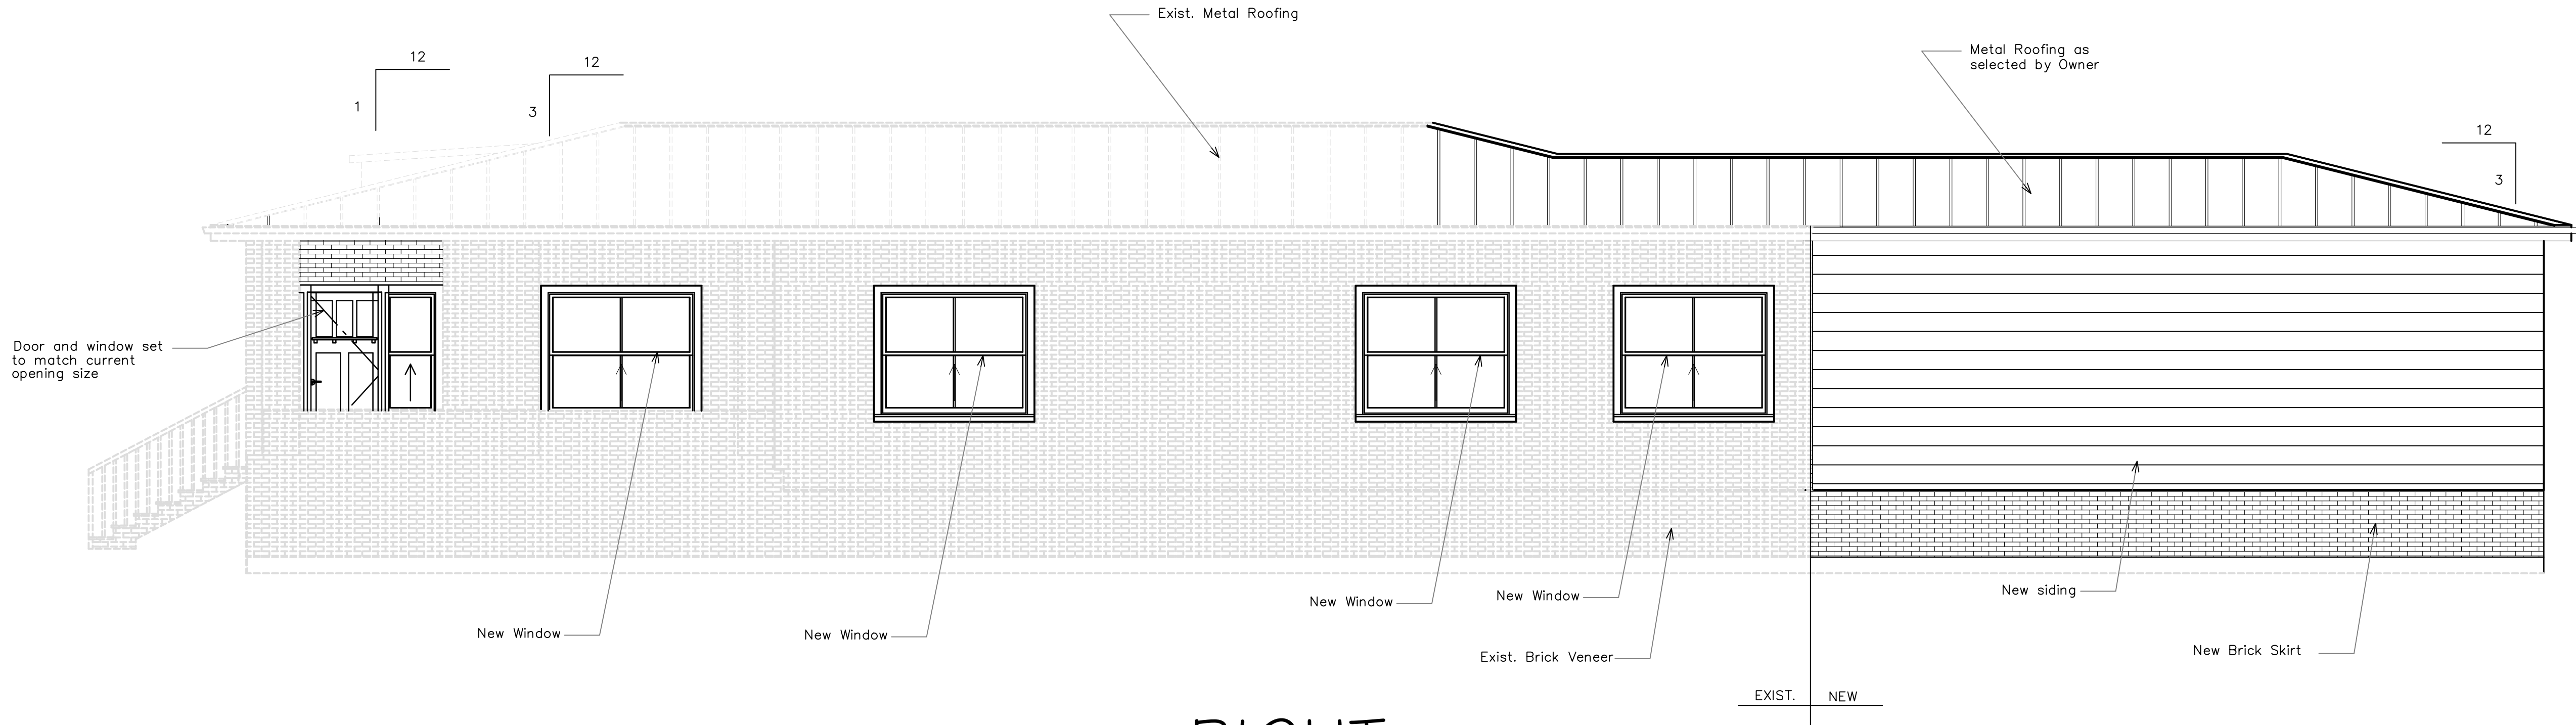 Exist. Metal Roofing
Metal Roofing as
selected by Owner
12
1
12
3
12
3
Door and window set
to match current
opening size
New Window
New Window
New Window
New Window
Exist. Brick Veneer
New siding
New Brick Skirt
EXIST.
NEW
RIGHT